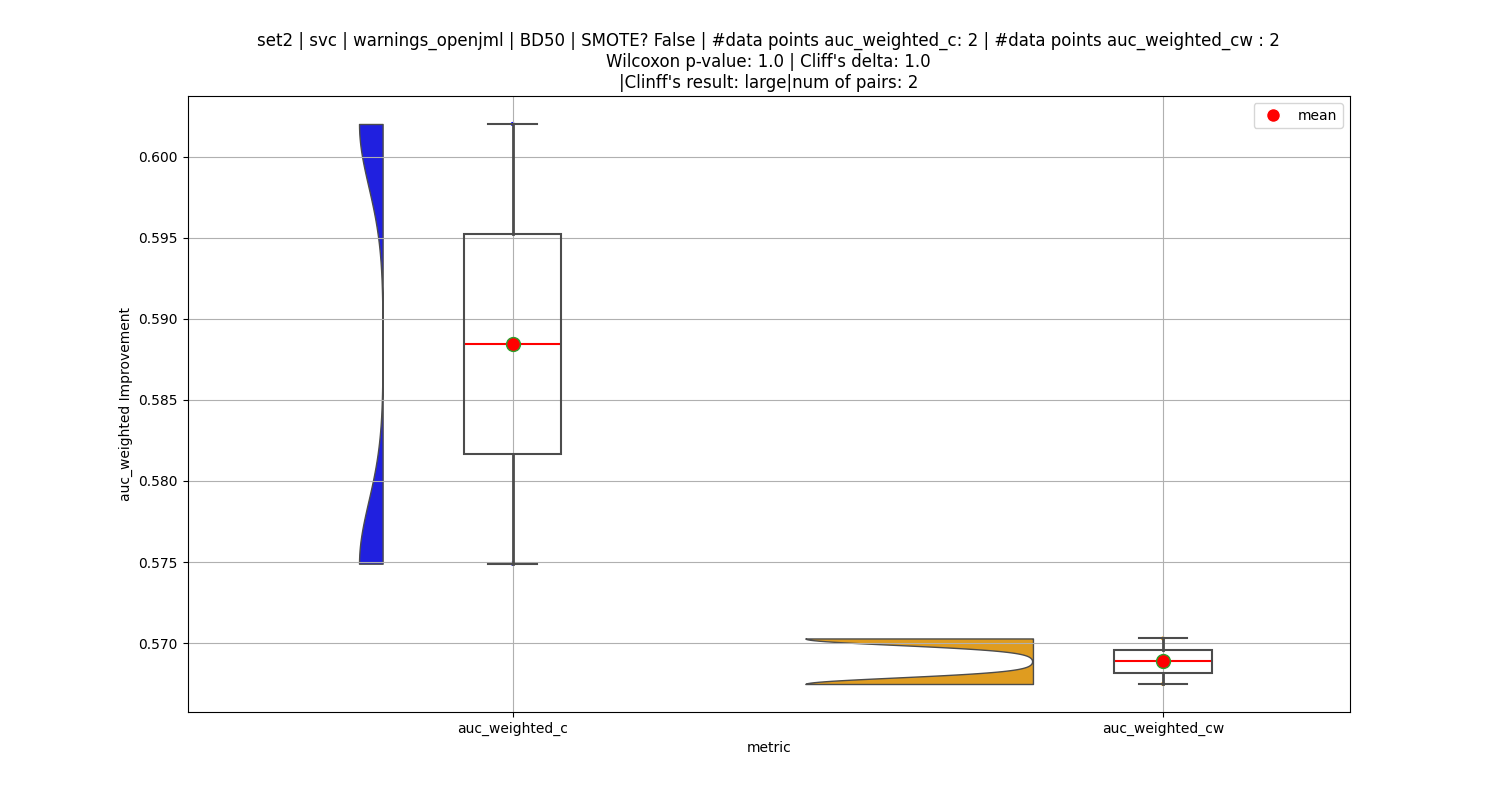 set2 | svc | warnings_openjml | BD50 | SMOTE? False | #data points auc_weighted_c: 2 | #data points auc_weighted_cw : 2
Wilcoxon p-value: 1.0 | Cliff's delta: 1.0
|Clinff's result: large|num of pairs: 2
mean
0.600
0.595
0.590
0.585
0.580
0.575
0.570
auc_weighted Improvement
auc_weighted_c
auc_weighted_cw
metric